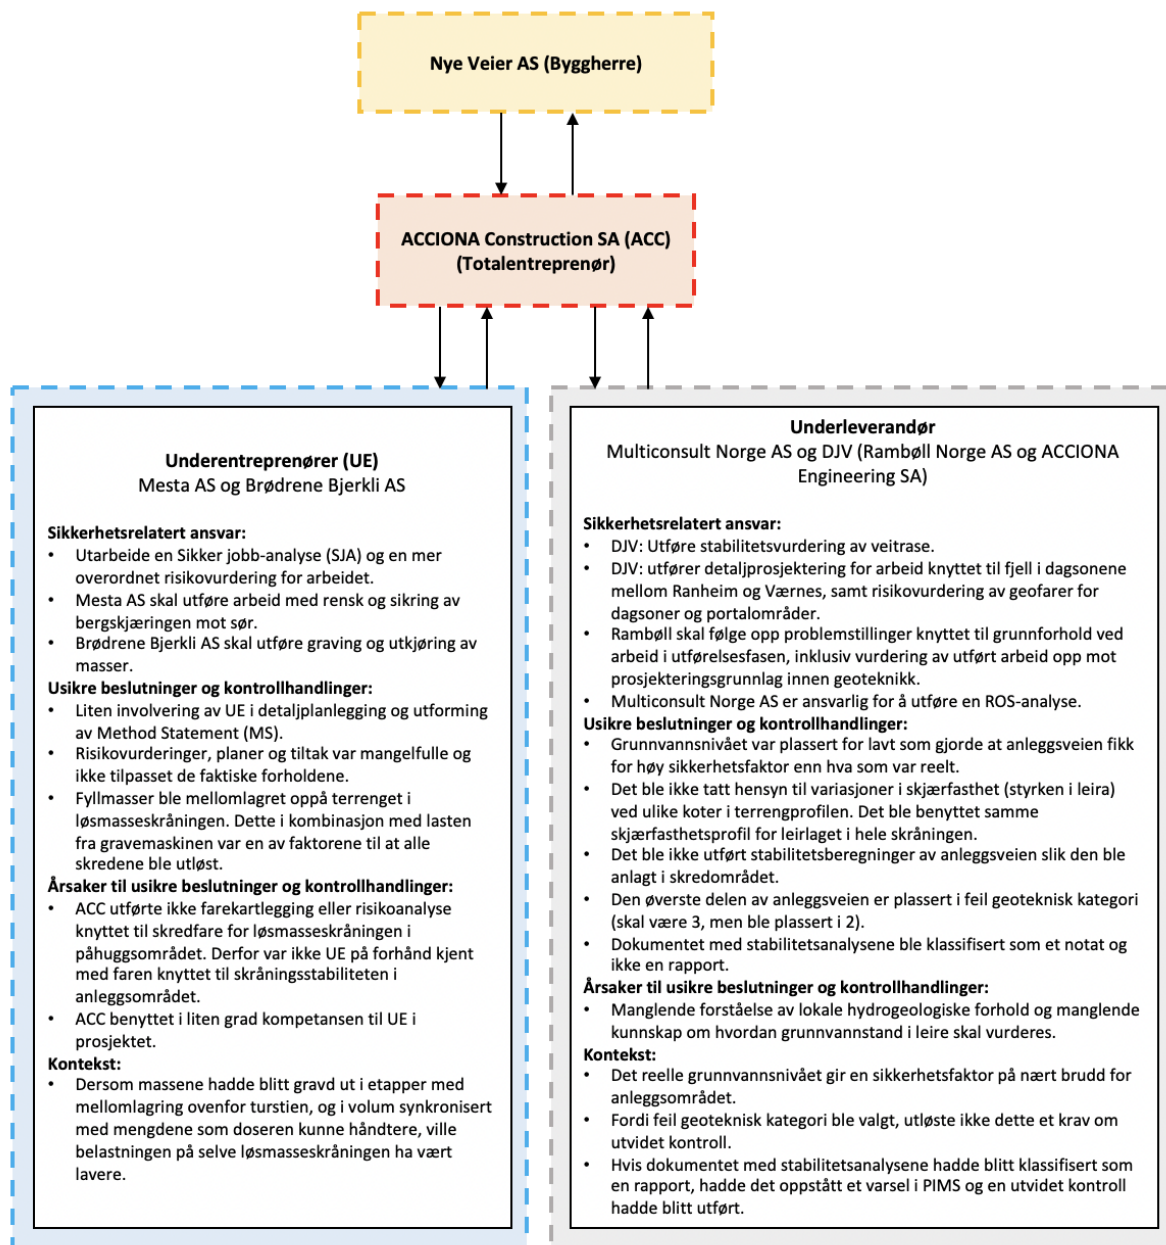 Nye Veier AS (Byggherre)
ACCIONA Construction SA (ACC)
(Totalentreprenør)
Underentreprenører (UE)
Mesta AS og Brødrene Bjerkli AS
Sikkerhetsrelatert ansvar:
• Utarbeide en Sikker jobb-analyse (SJA) og en mer
overordnet risikovurdering for arbeidet.
• Mesta AS skal utføre arbeid med rensk og sikring av
bergskjæringen mot sør.
• Brødrene Bjerkli AS skal utføre graving og utkjøring av
masser.
Usikre beslutninger og kontrollhandlinger:
• Liten involvering av UE i detaljplanlegging og utforming
av Method Statement (MS).
• Risikovurderinger, planer og tiltak var mangelfulle og
ikke tilpasset de faktiske forholdene.
• Fyllmasser ble mellomlagret oppå terrenget i
løsmasseskråningen. Dette i kombinasjon med lasten
fra gravemaskinen var en av faktorene til at alle
skredene ble utløst.
Årsaker til usikre beslutninger og kontrollhandlinger:
• ACC utførte ikke farekartlegging eller risikoanalyse
knyttet til skredfare for løsmasseskråningen i
påhuggsområdet. Derfor var ikke UE på forhånd kjent
med faren knyttet til skråningsstabiliteten i
anleggsområdet.
• ACC benyttet i liten grad kompetansen til UE i
prosjektet.
Kontekst:
• Dersom massene hadde blitt gravd ut i etapper med
mellomlagring ovenfor turstien, og i volum synkronisert
med mengdene som doseren kunne håndtere, ville
belastningen på selve løsmasseskråningen ha vært
lavere.
Underleverandør
Multiconsult Norge AS og DJV (Rambøll Norge AS og ACCIONA
Engineering SA)
Sikkerhetsrelatert ansvar:
• DJV: Utføre stabilitetsvurdering av veitrase.
• DJV: utfører detaljprosjektering for arbeid knyttet til fjell i dagsonene
mellom Ranheim og Værnes, samt risikovurdering av geofarer for
dagsoner og portalområder.
• Rambøll skal følge opp problemstillinger knyttet til grunnforhold ved
arbeid i utførelsesfasen, inklusiv vurdering av utført arbeid opp mot
prosjekteringsgrunnlag innen geoteknikk.
• Multiconsult Norge AS er ansvarlig for å utføre en ROS-analyse.
Usikre beslutninger og kontrollhandlinger:
• Grunnvannsnivået var plassert for lavt som gjorde at anleggsveien fikk
for høy sikkerhetsfaktor enn hva som var reelt.
• Det ble ikke tatt hensyn til variasjoner i skjærfasthet (styrken i leira)
ved ulike koter i terrengprofilen. Det ble benyttet samme
skjærfasthetsprofil for leirlaget i hele skråningen.
• Det ble ikke utført stabilitetsberegninger av anleggsveien slik den ble
anlagt i skredområdet.
• Den øverste delen av anleggsveien er plassert i feil geoteknisk kategori
(skal være 3, men ble plassert i 2).
• Dokumentet med stabilitetsanalysene ble klassifisert som et notat og
ikke en rapport.
Årsaker til usikre beslutninger og kontrollhandlinger:
• Manglende forståelse av lokale hydrogeologiske forhold og manglende
kunnskap om hvordan grunnvannstand i leire skal vurderes.
Kontekst:
• Det reelle grunnvannsnivået gir en sikkerhetsfaktor på nært brudd for
anleggsområdet.
• Fordi feil geoteknisk kategori ble valgt, utløste ikke dette et krav om
utvidet kontroll.
• Hvis dokumentet med stabilitetsanalysene hadde blitt klassifisert som
en rapport, hadde det oppstått et varsel i PIMS og en utvidet kontroll
hadde blitt utført.